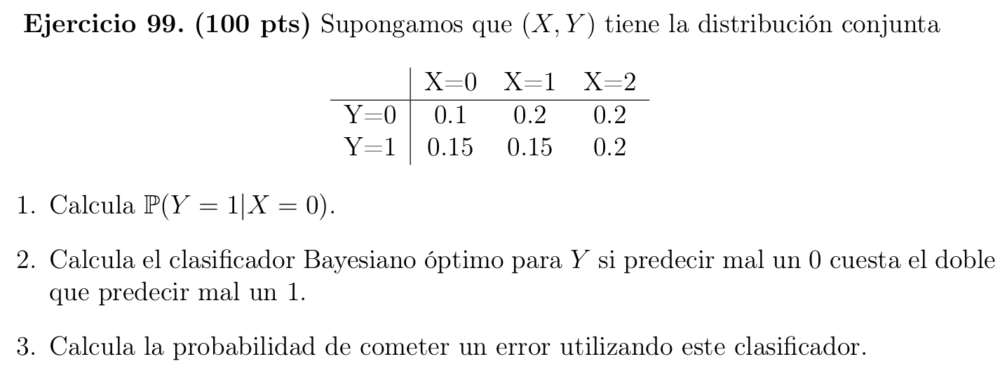 Ejercicio 99. (100 pts) Supongamos que (X, Y) tiene la distribución conjunta
X=0 X=1 X=2
Y=0 0.1 0.2 0.2
Y=1 0.15 0.15 0.2
1. Calcula ℙ(Y = 1|X = 0).
2. Calcula el clasificador Bayesiano óptimo para Y si predecir mal un 0 cuesta el doble
que predecir mal un 1.
3. Calcula la probabilidad de cometer un error utilizando este clasificador.